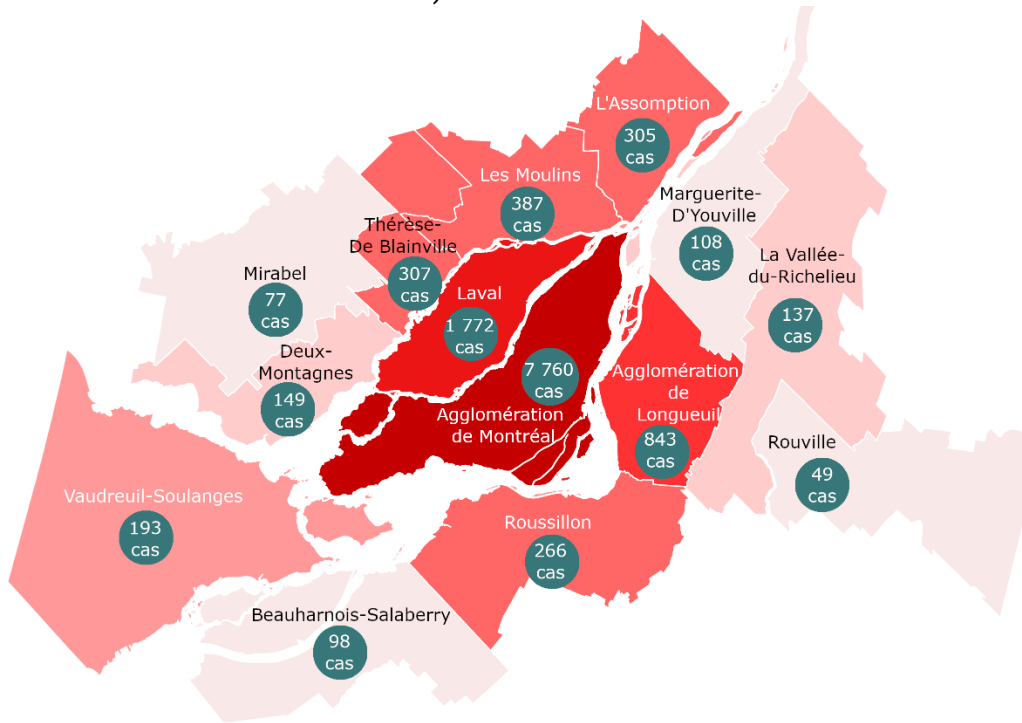 L'Assomption
305
cas
Les Moulins
387
cas
Marguerite-
D'Youville
108
cas
Thérèse-
De Blainville
307
cas
La Vallée-
du-Richelieu
137
cas
Mirabel
77
cas
Laval
1 772
cas
Deux-
Montagnes
149
cas
7 760
cas
Agglomération
de Montréal
Agglomération
de
Longueuil
843
cas
Rouville
49
cas
Vaudreuil-Soulanges
193
cas
Roussillon
266
cas
Beauharnois-Salaberry
98
cas